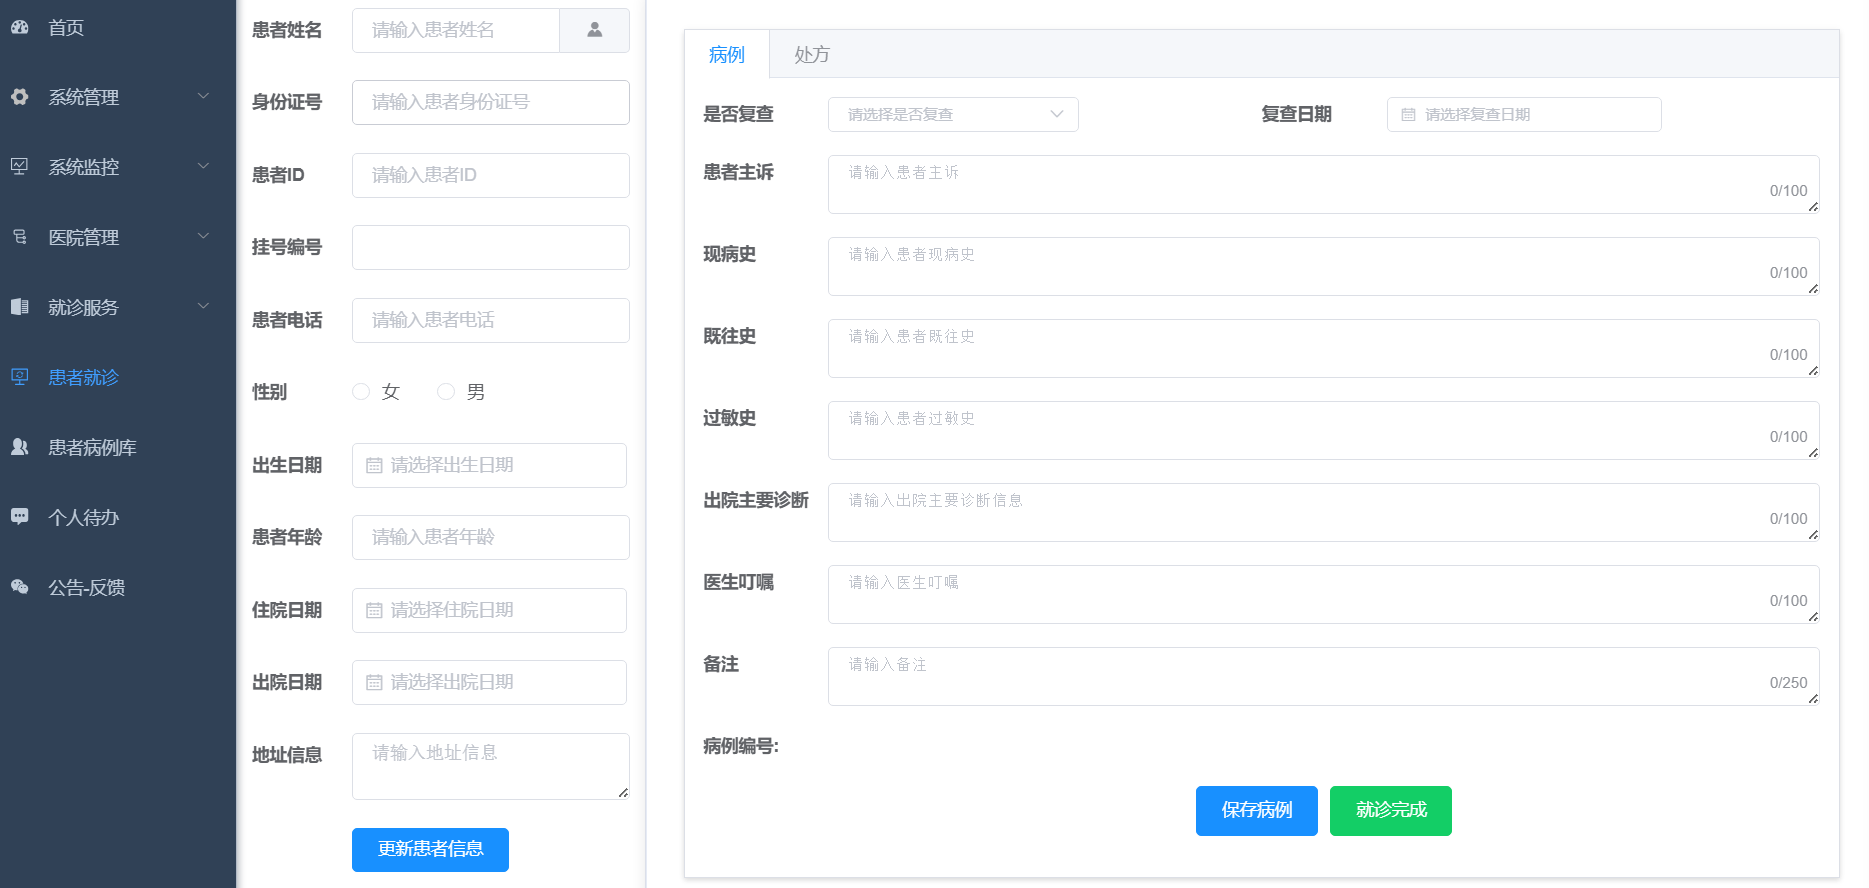 首页
系统管理
系统监控
医院管理
就诊服务
患者就诊
患者病例库
个人待办
公告-反馈
患者姓名 请输入患者姓名
身份证号 请输入患者身份证号
患者ID 请输入患者ID
挂号编号
患者电话 请输入患者电话
性别 女 男
出生日期 请选择出生日期
患者年龄 请输入患者年龄
住院日期 请选择住院日期
出院日期 请选择出院日期
地址信息 请输入地址信息
更新患者信息
病例 处方
是否复查 请选择是否复查 复查日期 请选择复查日期
患者主诉 请输入患者主诉
0/100
现病史 请输入患者现病史
0/100
既往史 请输入患者既往史
0/100
过敏史 请输入患者过敏史
0/100
出院主要诊断 请输入出院主要诊断信息
0/100
医生叮嘱 请输入医生叮嘱
0/100
备注 请输入备注
0/250
病例编号:
保存病例 就诊完成